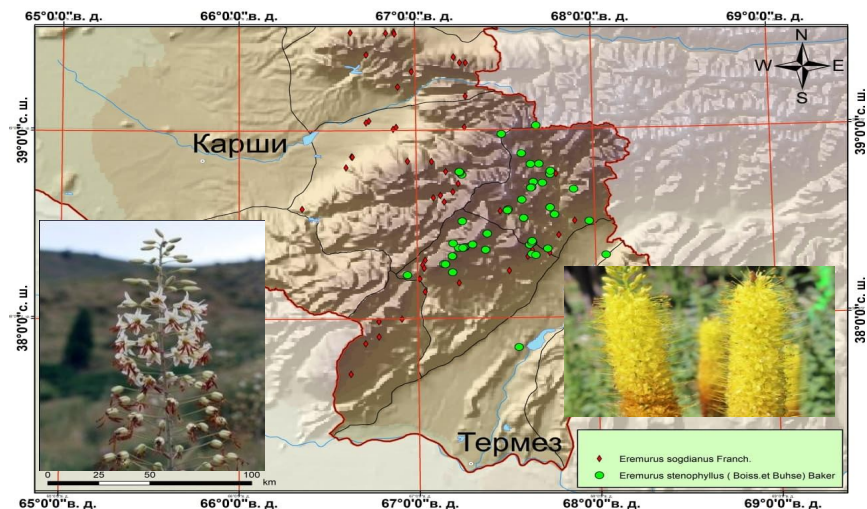 65°0'0"в. д. 66°0'0"в. д. 67°0'0"в. д. 68°0'0"в. д. 69°0'0"в. д.
N
W E
S
39°0'0"с. ш. 39°0'0"с. ш.
Карши
38°0'0"с. ш. 38°0'0"с. ш.
Термез
Eremurus sogdianus Franch.
Eremurus stenophyllus ( Boiss.et Buhse) Baker
0 25 50 100
km
65°0'0"в. д. 66°0'0"в. д. 67°0'0"в. д. 68°0'0"в. д. 69°0'0"в. д.